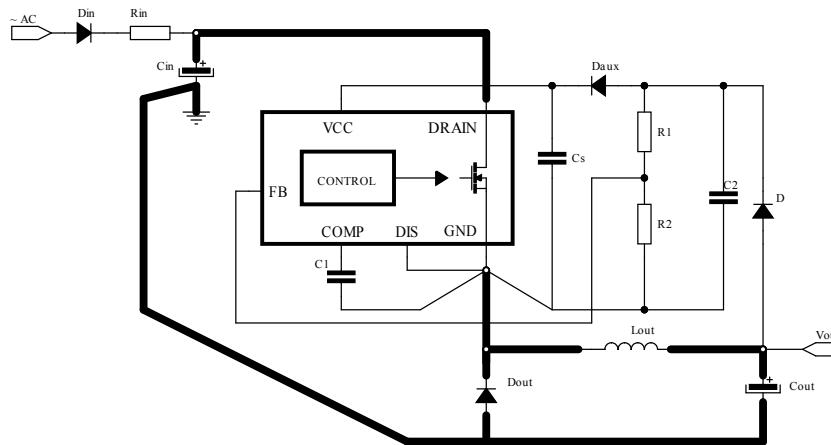 ~ AC
Din
Rin
Cin
Daux
VCC
DRAIN
R1
Cs
CONTROL
FB
C2
D
R2
COMP
DIS
GND
C1
Lout
Dout
Cout